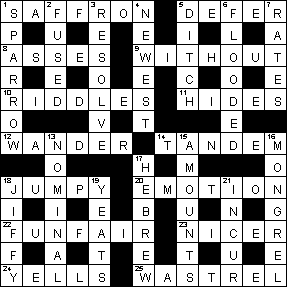 1 S 2 A F 3 F R O 4 N 5 D E 6 F E 7 R
P U E E I L A
8 A S S E S 9 W I T H O U T
R E O E C O E
10 R I D D L E S 11 H I D E S
O V T E
12 W A 13 N D E R 14 T 15 A N D E 16 M
O 17 H M O
18 J U M P 19 Y 20 E M O T 21 I O N
I I E B U N G
22 F U N F A I R 23 N I C E R
F A T E T U E
24 Y E L L S 25 W A S T R E L